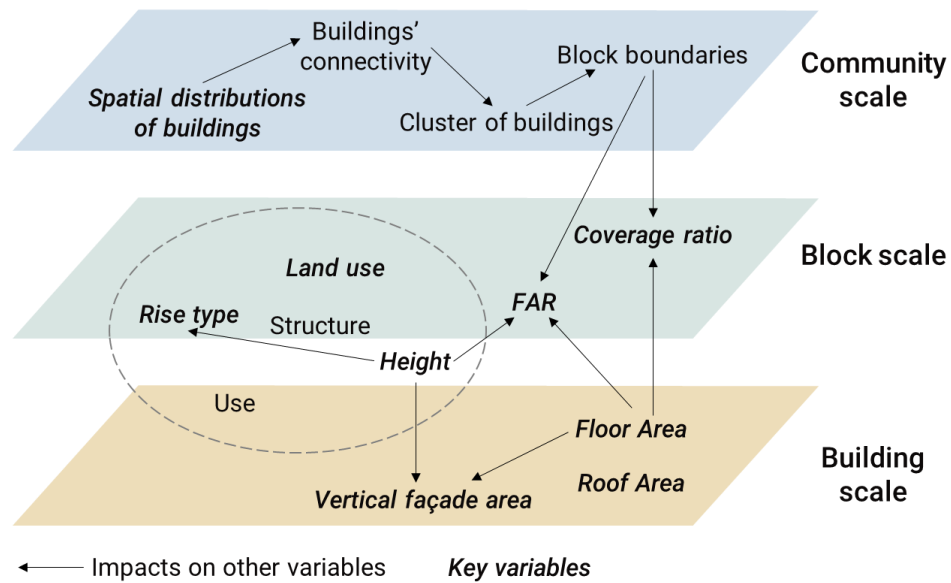 Buildings’
connectivity
Spatial distributions
of buildings
Cluster of buildings
Block boundaries
Community
scale
Coverage ratio
Land use
FAR
Rise type
Structure
Block scale
Height
Use
Floor Area
Roof Area
Vertical façade area
Building
scale
Impacts on other variables
Key variables